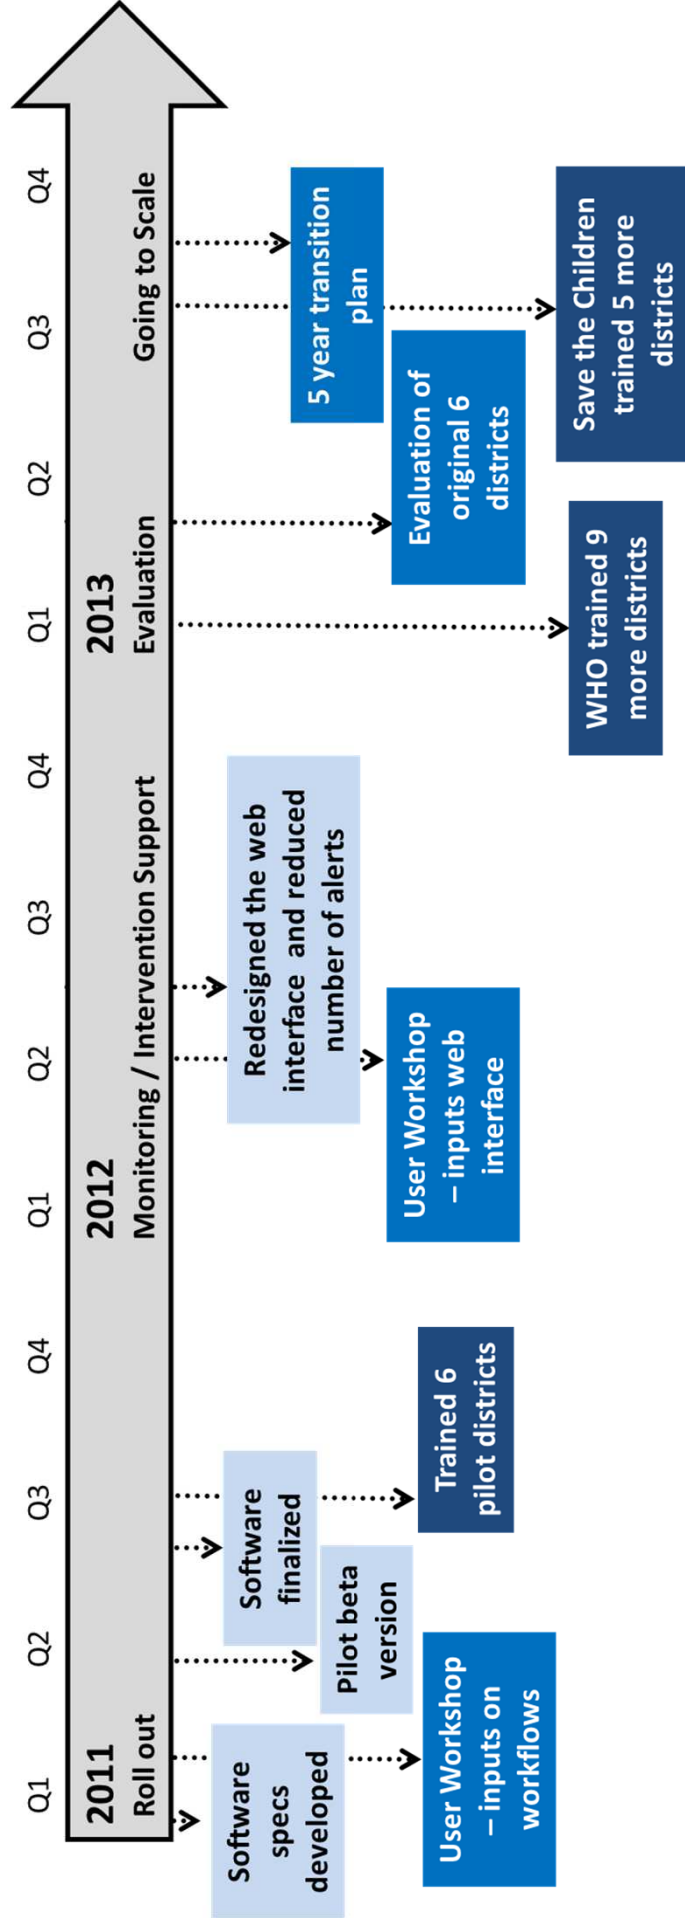 Q1
Q2
Q3
Q4
Q1
Q2
Q3
Q4
Q1
Q2
Q3
Q4
2011
Roll out
2012
Monitoring / Intervention Support
2013
Evaluation
Going to Scale
Software
specs
developed
User Workshop
– inputs on
workflows
Pilot beta
version
Software
finalized
Trained 6
pilot districts
User Workshop
– inputs web
interface
Redesigned the web
interface and reduced
number of alerts
WHO trained 9
more districts
Evaluation of
original 6
districts
5 year transition
plan
Save the Children
trained 5 more
districts